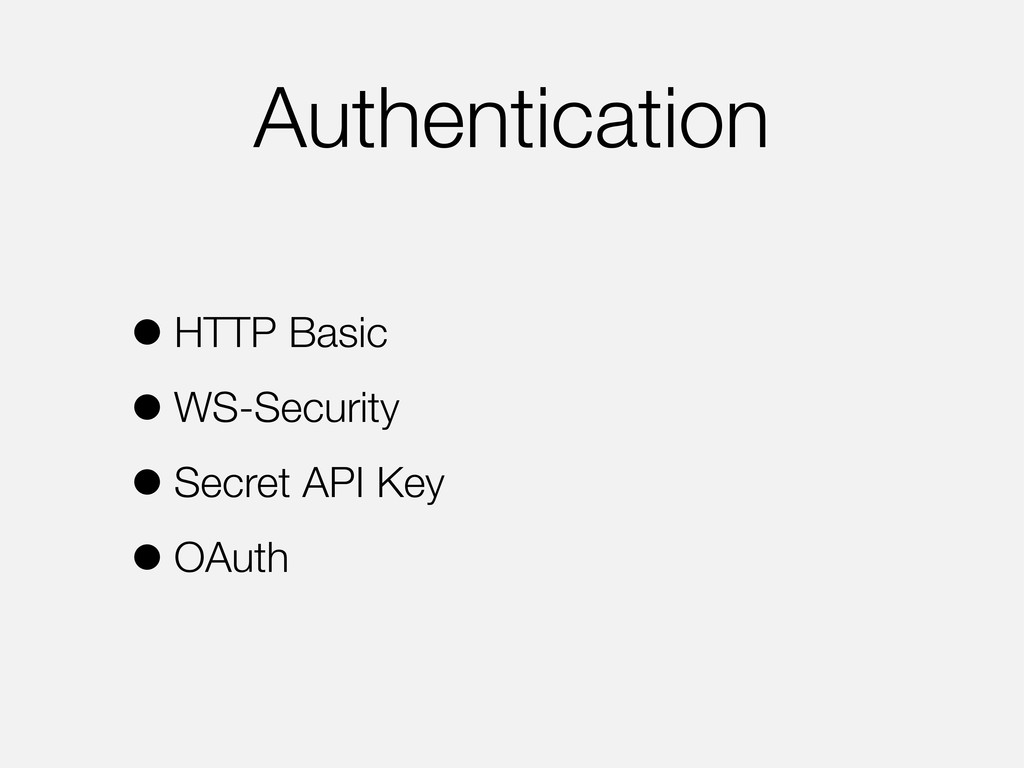 Authentication
• HTTP Basic
• WS-Security
• Secret API Key
• OAuth